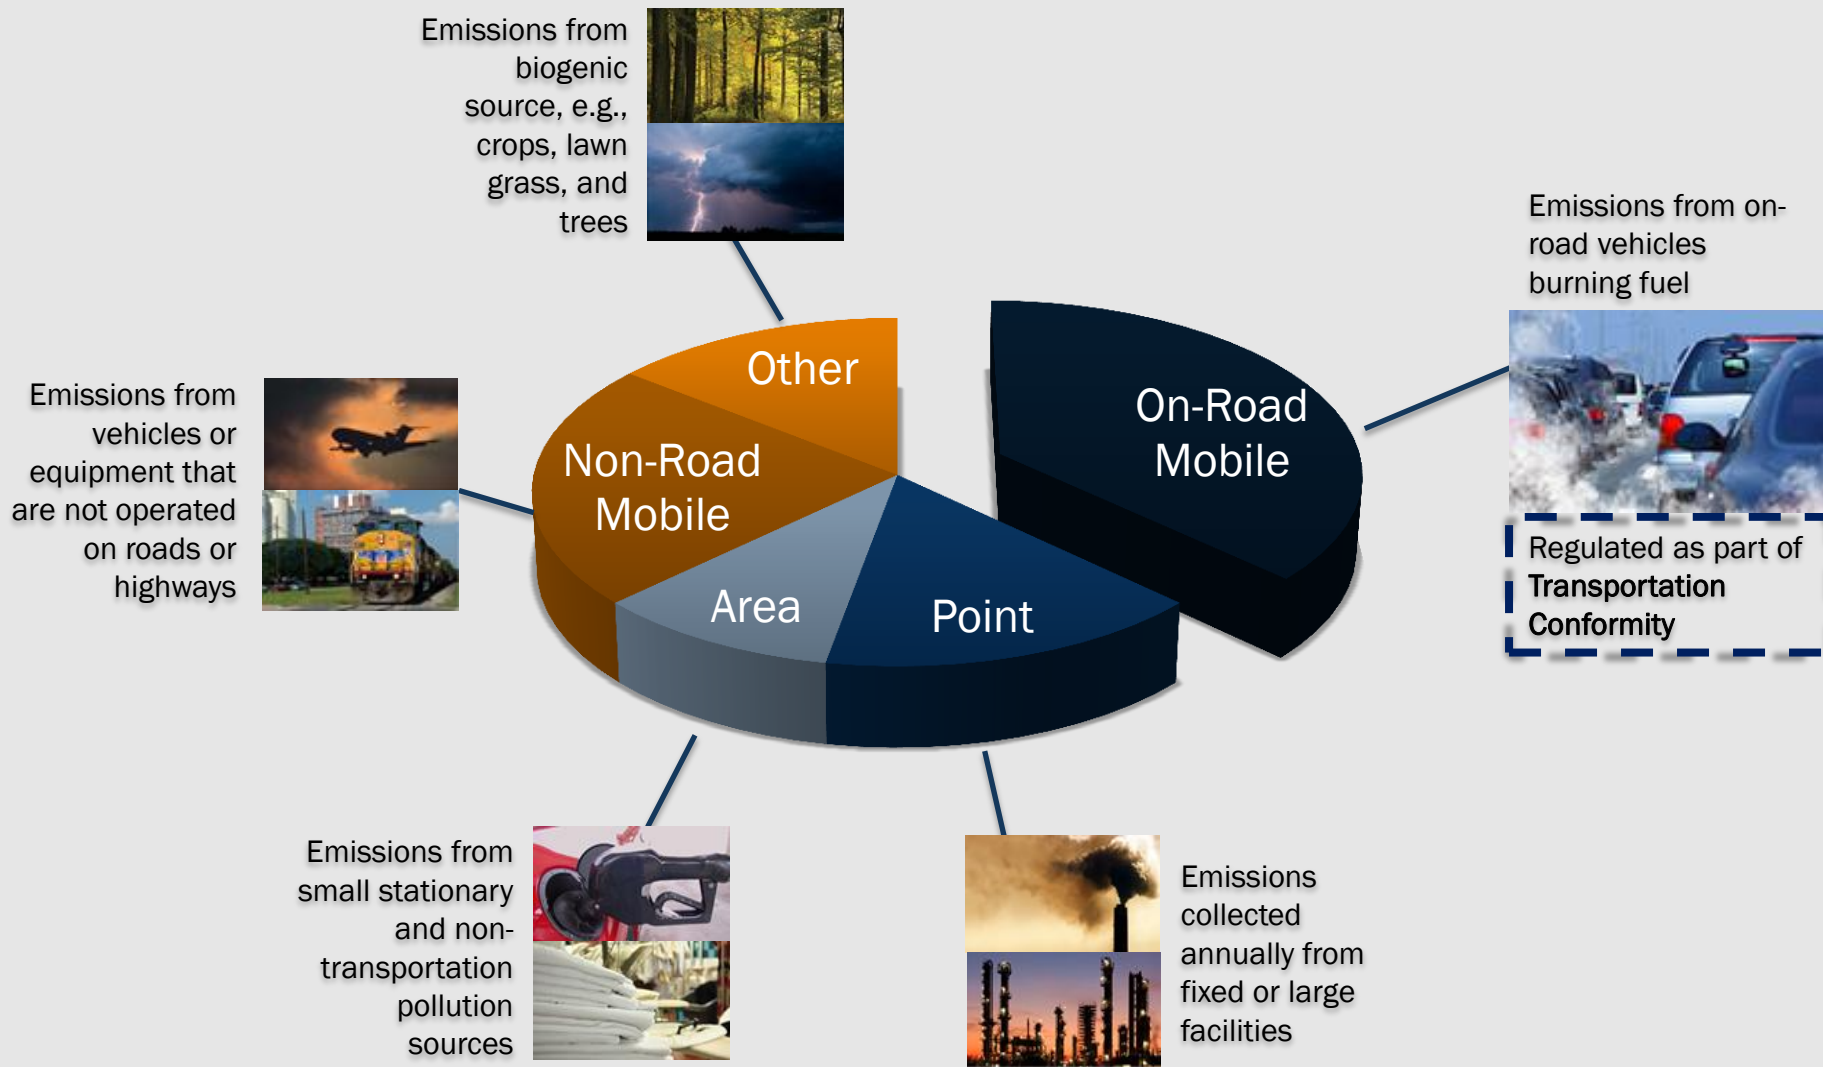 Emissions from
biogenic
source, e.g.,
crops, lawn
grass, and
trees
Emissions from on-
road vehicles
burning fuel
Regulated as part of
Transportation
Conformity
Other
On-Road
Mobile
Non-Road
Mobile
Area
Point
Emissions from
vehicles or
equipment that
are not operated
on roads or
highways
Emissions from
small stationary
and non-
transportation
pollution
sources
Emissions
collected
annually from
fixed or large
facilities